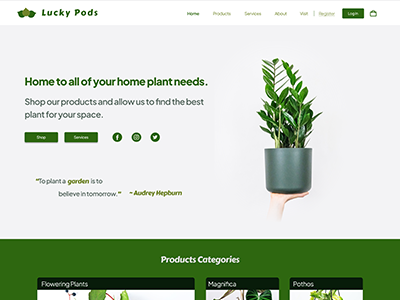 Lucky Pods
Home Products Services About Visit Register Login
Home to all of your home plant needs.
Shop our products and allow us to find the best
plant for your space.
Shop Services
"To plant a garden is to
believe in tomorrow." ~ Audrey Hepburn
Products Categories
Flowering Plants Magnifica Pothos